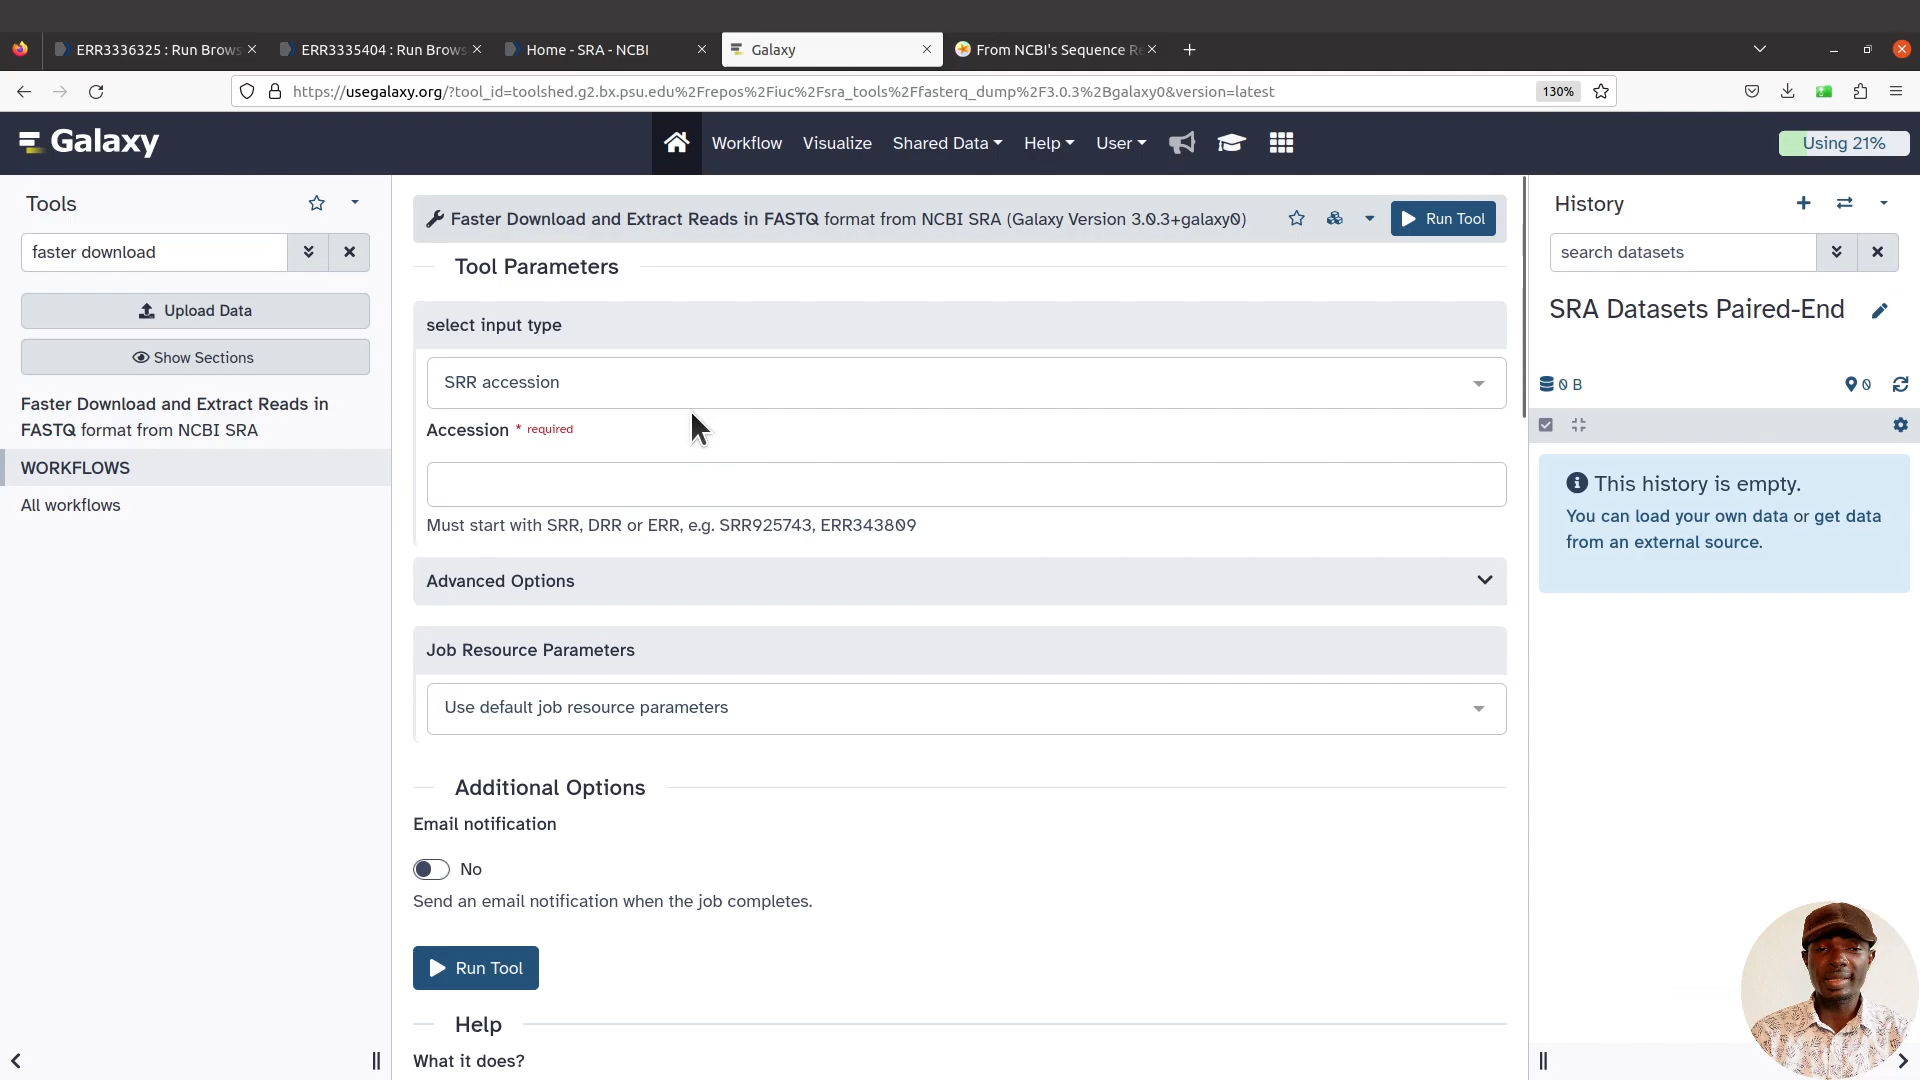 ERR3336325 : Run Brows
ERR3335404 : Run Brows
Home - SRA - NCBI
Galaxy
From NCBI's Sequence Re
https://usegalaxy.org/?tool_id=toolshed.g2.bx.psu.edu%2Frepos%2Fiuc%2Fsra_tools%2Ffasterq_dump%2F3.0.3%2Bgalaxy0&version=latest
130%
Galaxy
Workflow
Visualize
Shared Data
Help
User
Using 21%
Tools
faster download
Upload Data
Show Sections
Faster Download and Extract Reads in
FASTQ format from NCBI SRA
WORKFLOWS
All workflows
Faster Download and Extract Reads in FASTQ format from NCBI SRA (Galaxy Version 3.0.3+galaxy0)
Run Tool
Tool Parameters
select input type
SRR accession
Accession * required
Must start with SRR, DRR or ERR, e.g. SRR925743, ERR343809
Advanced Options
Job Resource Parameters
Use default job resource parameters
Additional Options
Email notification
No
Send an email notification when the job completes.
Run Tool
Help
What it does?
History
search datasets
SRA Datasets Paired-End
0 B
0
This history is empty.
You can load your own data or get data
from an external source.